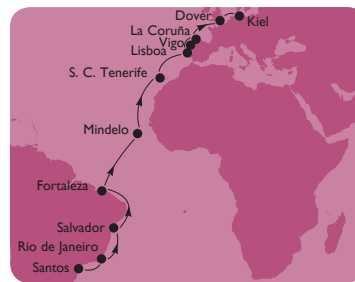 Dover
Kiel
La Coruña
Vigo
Lisboa
S. C. Tenerife
Mindelo
Fortaleza
Salvador
Rio de Janeiro
Santos